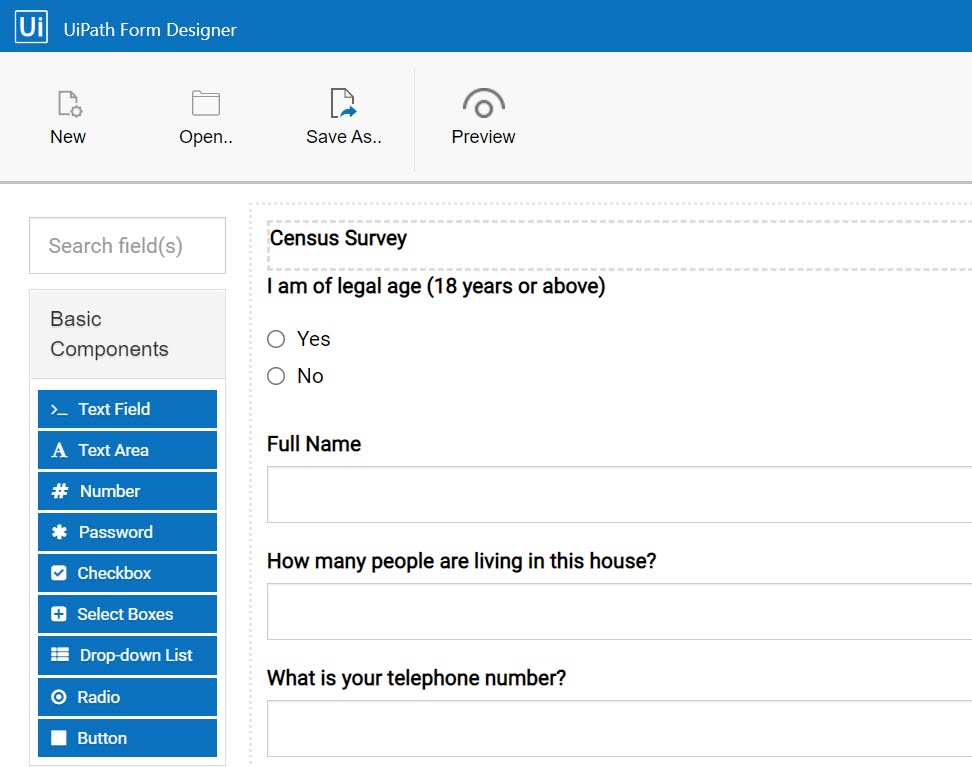 Ui UiPath Form Designer
New Open.. Save As.. Preview
Search field(s)
Basic
Components
Text Field
Text Area
Number
Password
Checkbox
Select Boxes
Drop-down List
Radio
Button
Census Survey
I am of legal age (18 years or above)
Yes
No
Full Name
How many people are living in this house?
What is your telephone number?